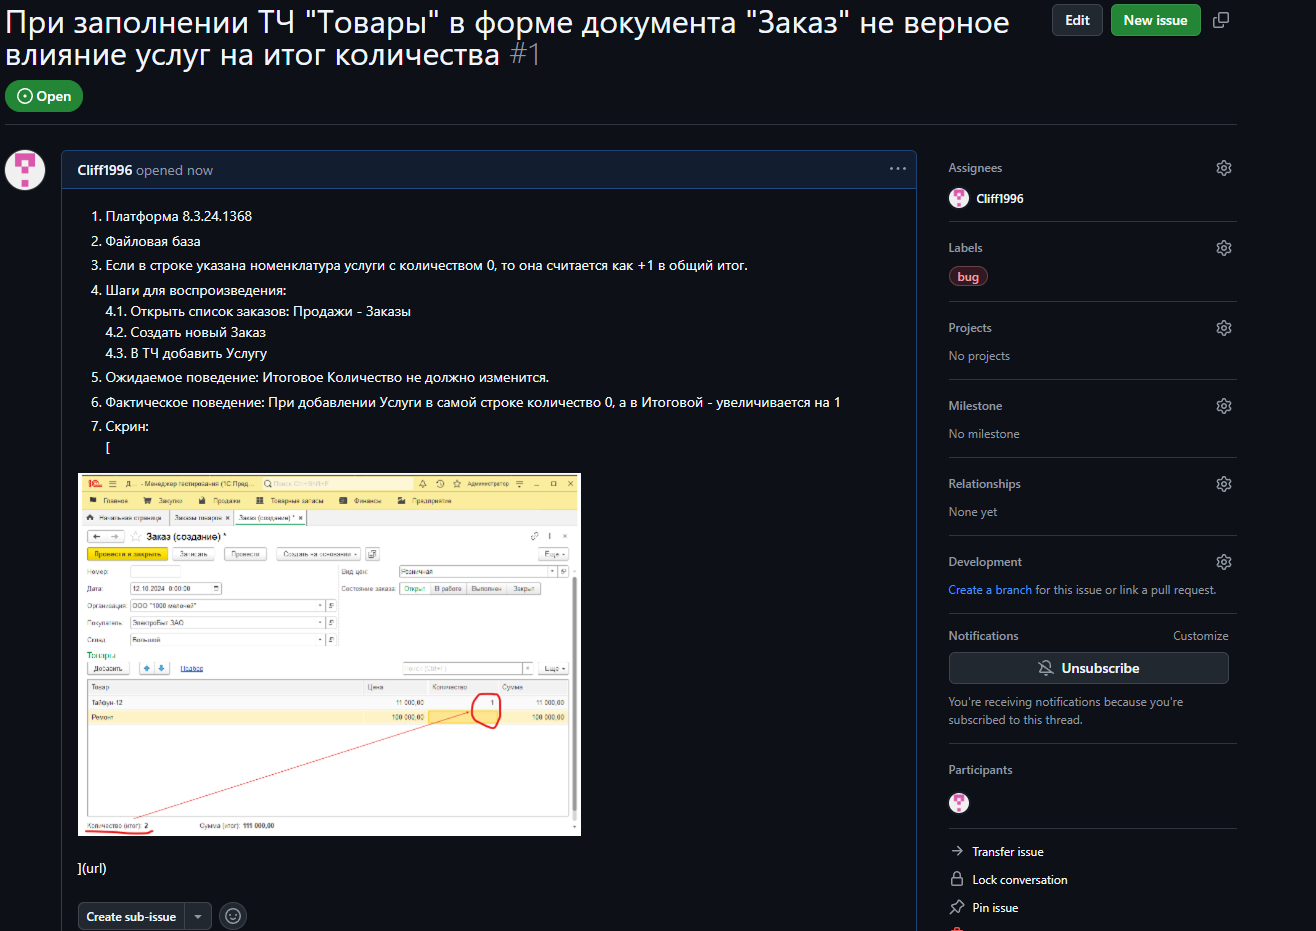 При заполнении ТЧ "Товары" в форме документа "Заказ" не верное
влияние услуг на итог количества #1
Edit
New issue
Open
Cliff1996 opened now
1. Платформа 8.3.24.1368
2. Файловая база
3. Если в строке указана номенклатура услуги с количеством 0, то она считается как +1 в общий итог.
4. Шаги для воспроизведения:
4.1. Открыть список заказов: Продажи - Заказы
4.2. Создать новый Заказ
4.3. В ТЧ добавить Услугу
5. Ожидаемое поведение: Итоговое Количество не должно изменится.
6. Фактическое поведение: При добавлении Услуги в самой строке количество 0, а в Итоговой - увеличивается на 1
7. Скрин:
[
Д... - Менеджер тестирования (1С:Пред...
Поиск Ctrl+Shift+F
Администратор
Главное
Закупки
Продажи
Товарные запасы
Финансы
Предприятие
Начальная страница
Заказы товаров ×
Заказ (создание) * ×
Заказ (создание) *
Провести и закрыть
Записать
Провести
Создать на основании
Еще
Номер:
Вид цен:
Розничная
Дата:
12.10.2024 0:00:00
Состояние заказа:
Открыт
В работе
Выполнен
Закрыт
Организация:
ООО "1000 мелочей"
Покупатель:
ЭлектроБыт ЗАО
Склад:
Большой
Товары
Добавить
Подбор
Поиск (Ctrl+F)
×
Еще
Товар
Цена
Количество
Сумма
Тайфун-12
11 000,00
1
11 000,00
Ремонт
100 000,00
100 000,00
Количество (итог): 2
Сумма (итог): 111 000,00
](url)
Create sub-issue
Assignees
Cliff1996
Labels
bug
Projects
No projects
Milestone
No milestone
Relationships
None yet
Development
Create a branch for this issue or link a pull request.
Notifications
Customize
Unsubscribe
You're receiving notifications because you're
subscribed to this thread.
Participants
Transfer issue
Lock conversation
Pin issue